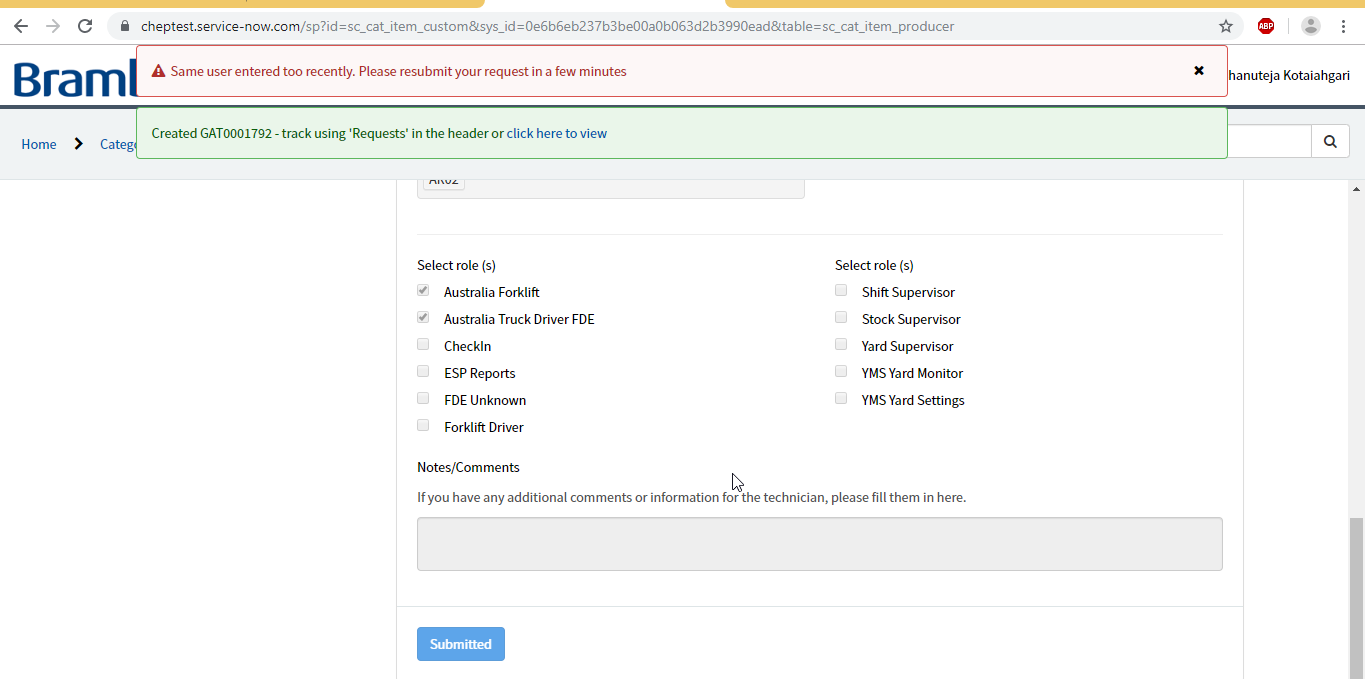 cheptest.service-now.com/sp?id=sc_cat_item_custom&sys_id=0e6b6eb237b3be00a0b063d2b3990ead&table=sc_cat_item_producer
ABP
Same user entered too recently. Please resubmit your request in a few minutes
hanuteja Kotaiahgari
Created GAT0001792 - track using 'Requests' in the header or click here to view
Home
AR02
Select role (s)
Australia Forklift
Australia Truck Driver FDE
CheckIn
ESP Reports
FDE Unknown
Forklift Driver
Select role (s)
Shift Supervisor
Stock Supervisor
Yard Supervisor
YMS Yard Monitor
YMS Yard Settings
Notes/Comments
If you have any additional comments or information for the technician, please fill them in here.
Submitted